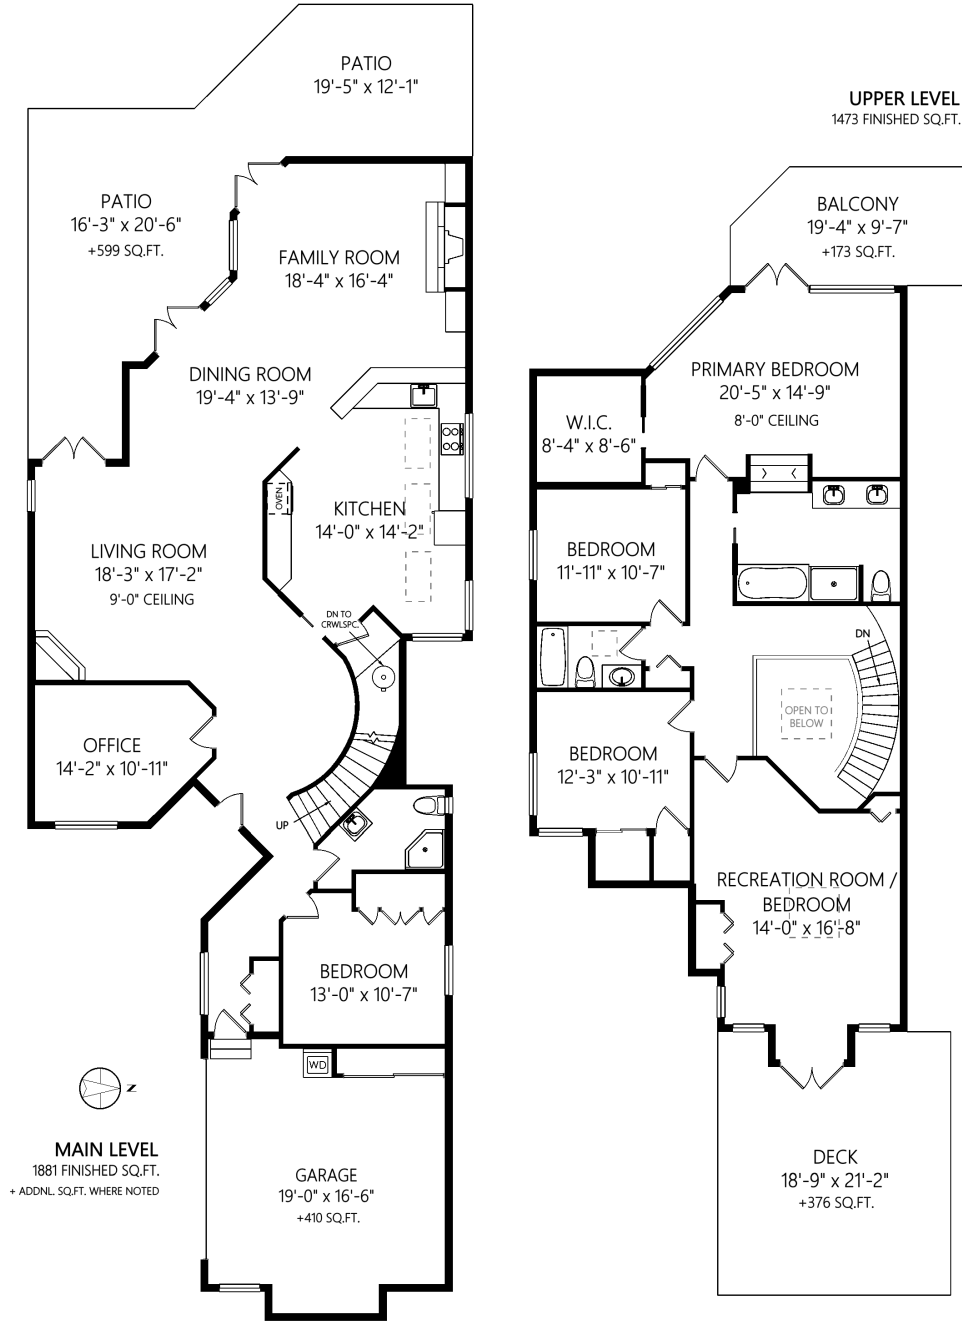 PATIO
19'-5" x 12'-1"
UPPER LEVEL
1473 FINISHED SQ.FT.
PATIO
16'-3" x 20'-6"
+599 SQ.FT.
BALCONY
19'-4" x 9'-7"
+173 SQ.FT.
FAMILY ROOM
18'-4" x 16'-4"
DINING ROOM
19'-4" x 13'-9"
PRIMARY BEDROOM
20'-5" x 14'-9"
8'-0" CEILING
W.I.C.
8'-4" x 8'-6"
OVEN
KITCHEN
14'-0" x 14'-2"
LIVING ROOM
18'-3" x 17'-2"
9'-0" CEILING
BEDROOM
11'-11" x 10'-7"
DN TO
CRWLSPC.
DN
OPEN TO
BELOW
OFFICE
14'-2" x 10'-11"
BEDROOM
12'-3" x 10'-11"
UP
RECREATION ROOM /
BEDROOM
14'-0" x 16'-8"
BEDROOM
13'-0" x 10'-7"
WD
N
MAIN LEVEL
1881 FINISHED SQ.FT.
+ ADDNL. SQ.FT. WHERE NOTED
GARAGE
19'-0" x 16'-6"
+410 SQ.FT.
DECK
18'-9" x 21'-2"
+376 SQ.FT.